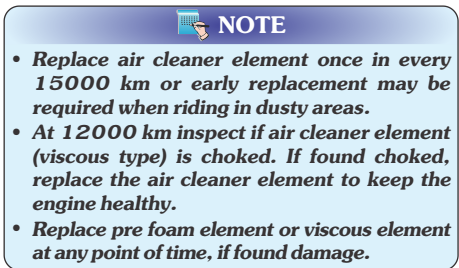 NOTE
• Replace air cleaner element once in every
15000 km or early replacement may be
required when riding in dusty areas.
• At 12000 km inspect if air cleaner element
(viscous type) is choked. If found choked,
replace the air cleaner element to keep the
engine healthy.
• Replace pre foam element or viscous element
at any point of time, if found damage.